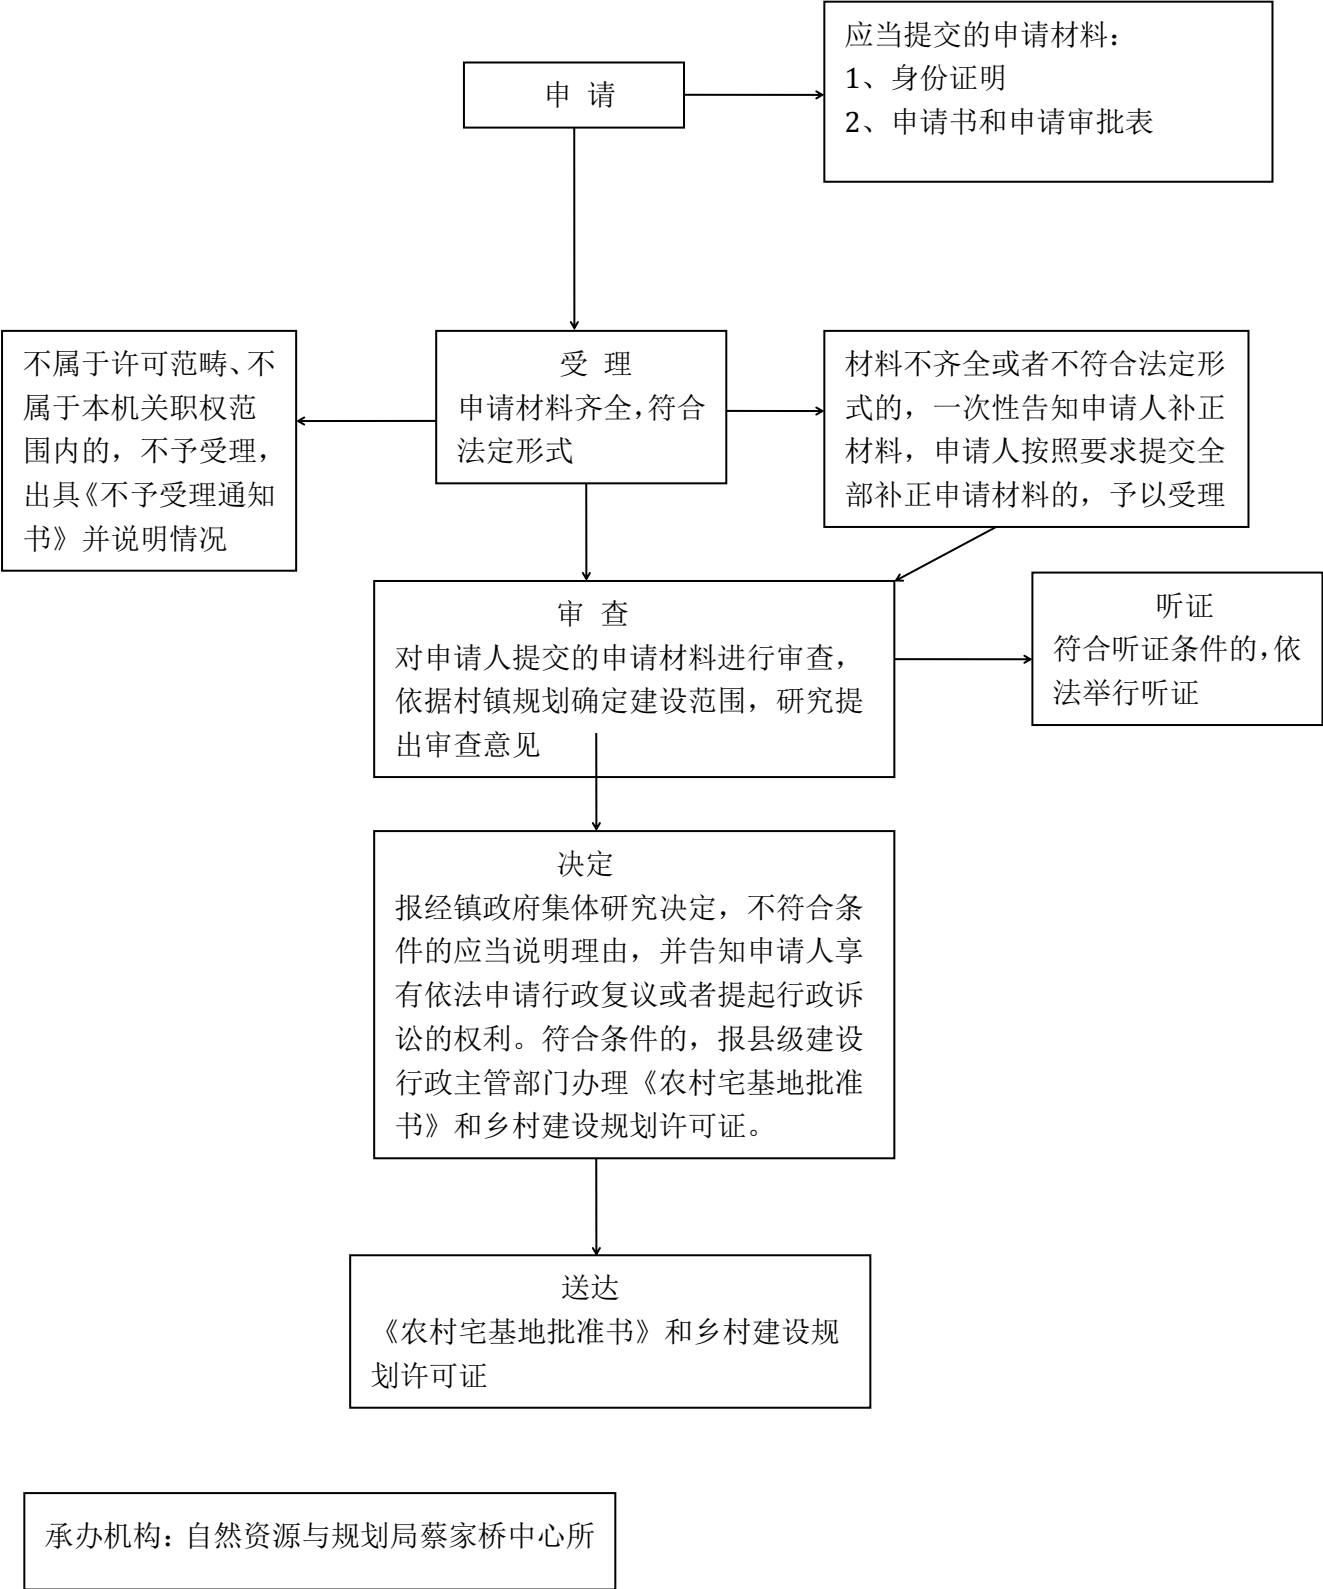 应当提交的申请材料：
1、身份证明
2、申请书和申请审批表
申 请
不属于许可范畴、不
属于本机关职权范
围内的，不予受理，
出具《不予受理通知
书》并说明情况
受 理
申请材料齐全，符合
法定形式
材料不齐全或者不符合法定形
式的，一次性告知申请人补正
材料，申请人按照要求提交全
部补正申请材料的，予以受理
审 查
对申请人提交的申请材料进行审查，
依据村镇规划确定建设范围，研究提
出审查意见
听证
符合听证条件的，依
法举行听证
决定
报经镇政府集体研究决定，不符合条
件的应当说明理由，并告知申请人享
有依法申请行政复议或者提起行政诉
讼的权利。符合条件的，报县级建设
行政主管部门办理《农村宅基地批准
书》和乡村建设规划许可证。
送达
《农村宅基地批准书》和乡村建设规
划许可证
承办机构：自然资源与规划局蔡家桥中心所